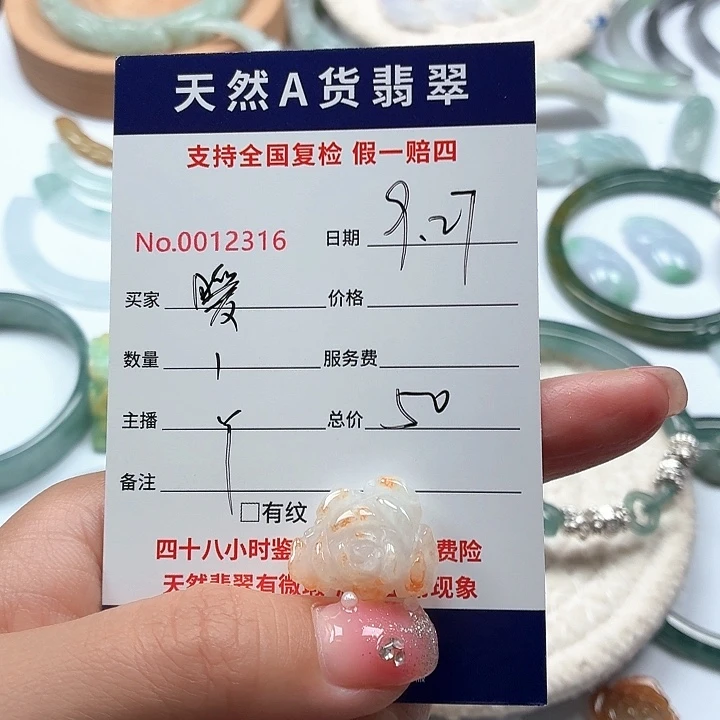 天然A货翡翠
支持全国复检 假一赔四
No.0012316 日期 9.27
买家 暖 价格
数量 1 服务费
主播 Y 总价 50
备注
□有纹
四十八小时鉴 费险
天然翡翠有微瑕 现象